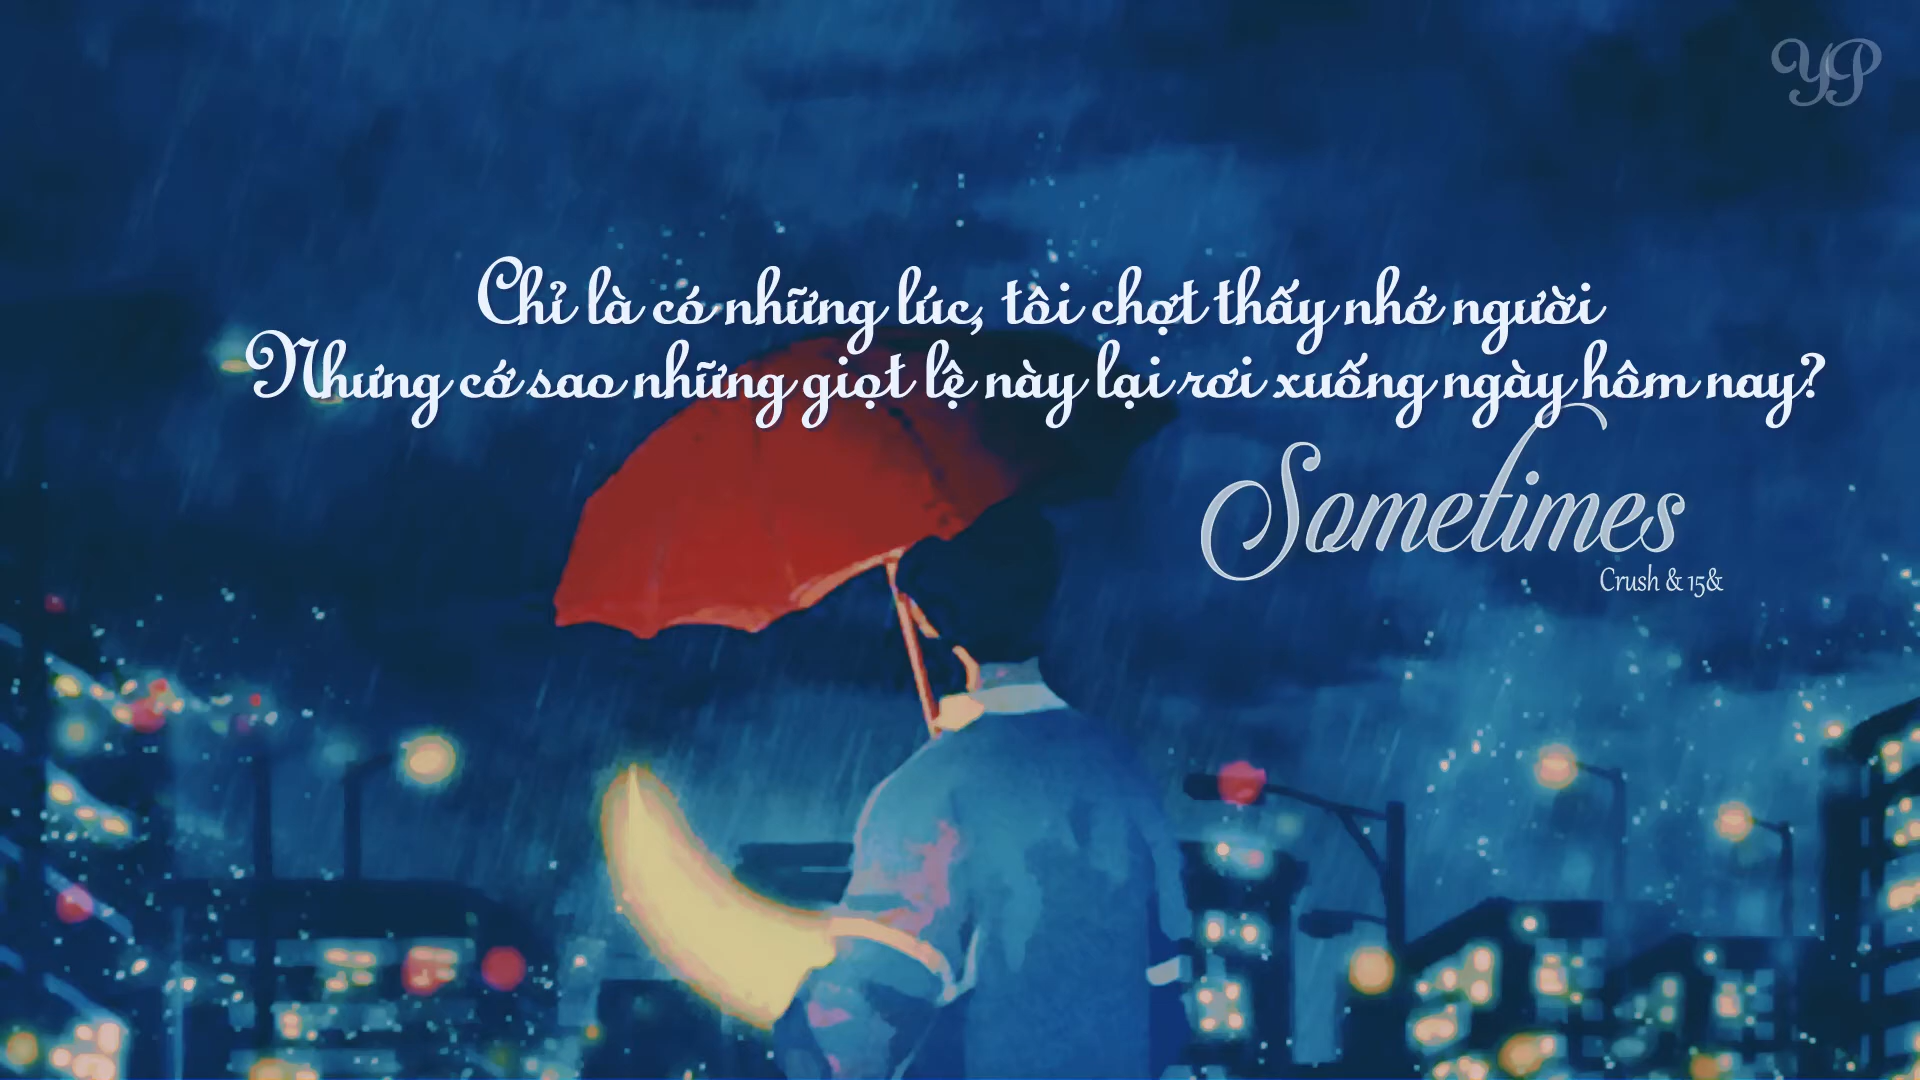 YP
Chỉ là có những lúc, tôi chợt thấy nhớ người
Nhưng cớ sao những giọt lệ này lại rơi xuống ngày hôm nay?
Sometimes
Crush & 15&